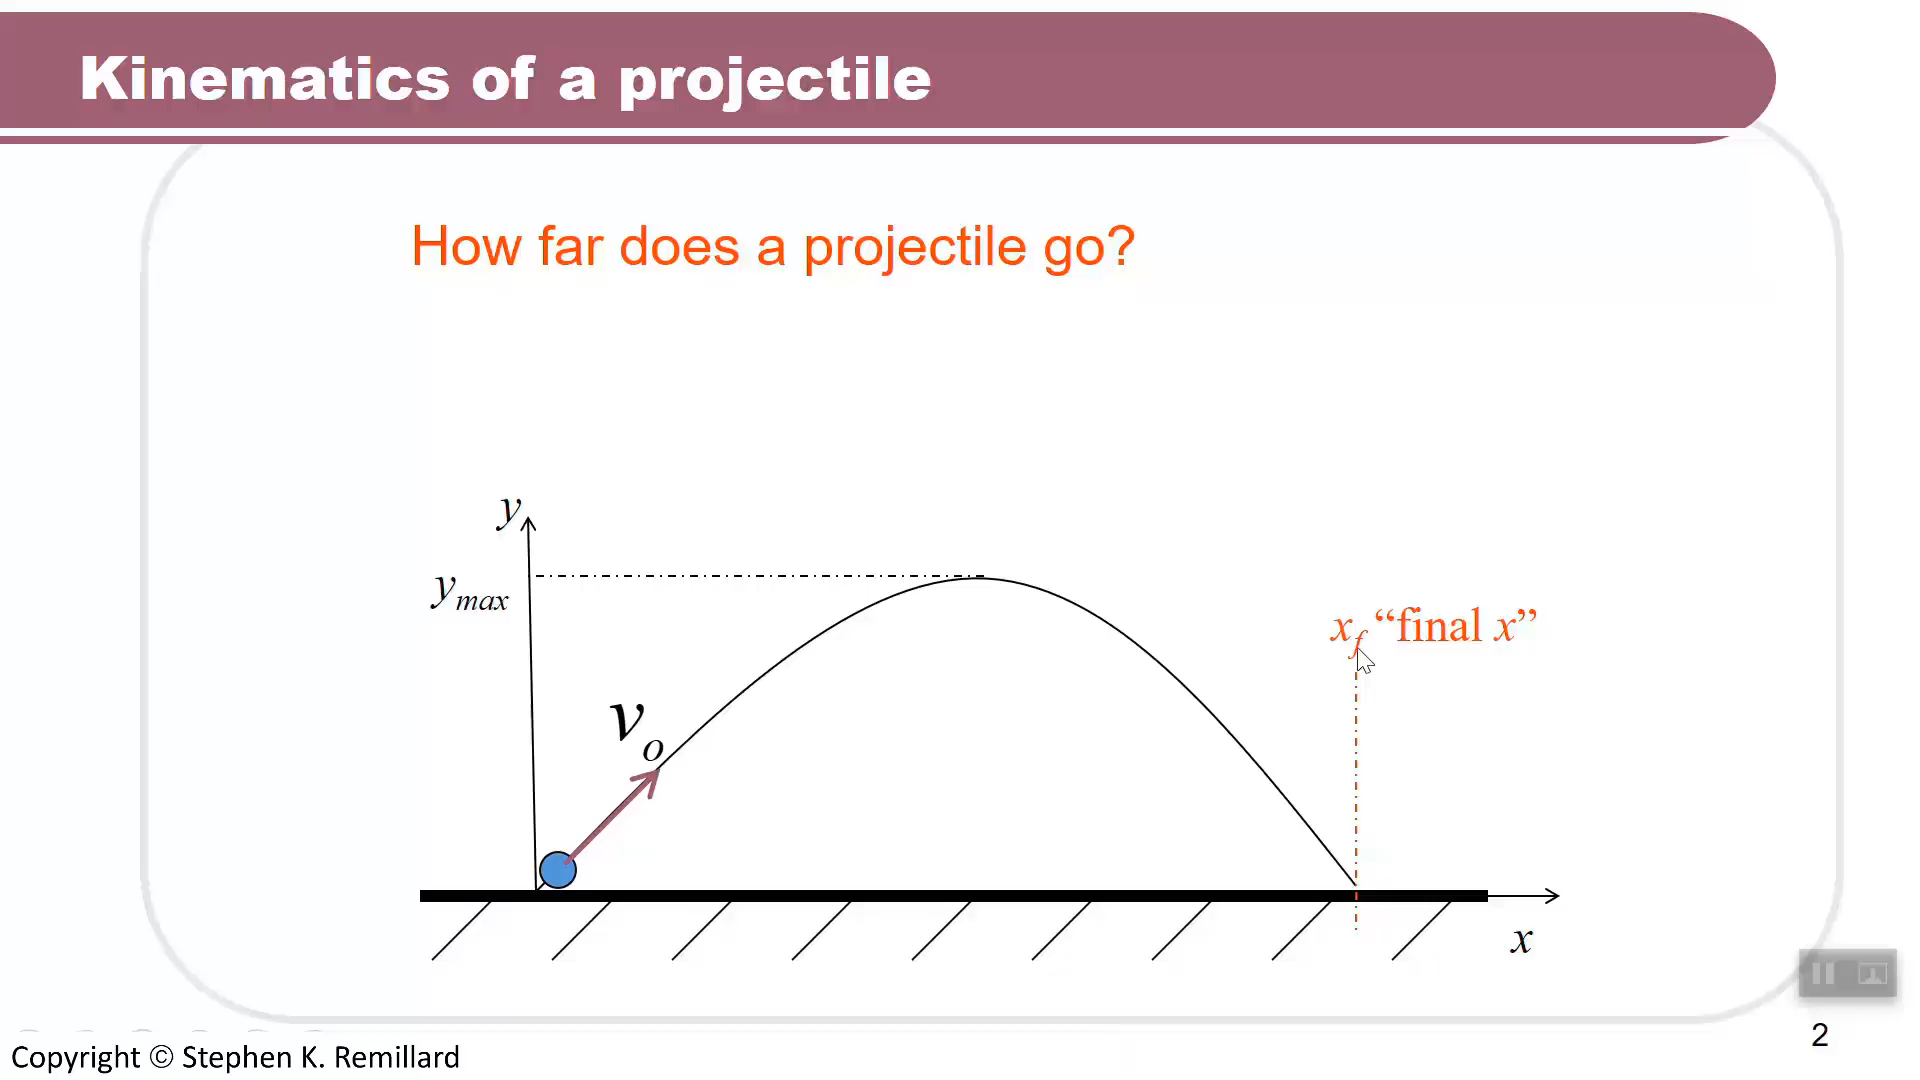 Kinematics of a projectile
How far does a projectile go?
y
y_max
x_f “final x”
v_o
x
2
Copyright © Stephen K. Remillard